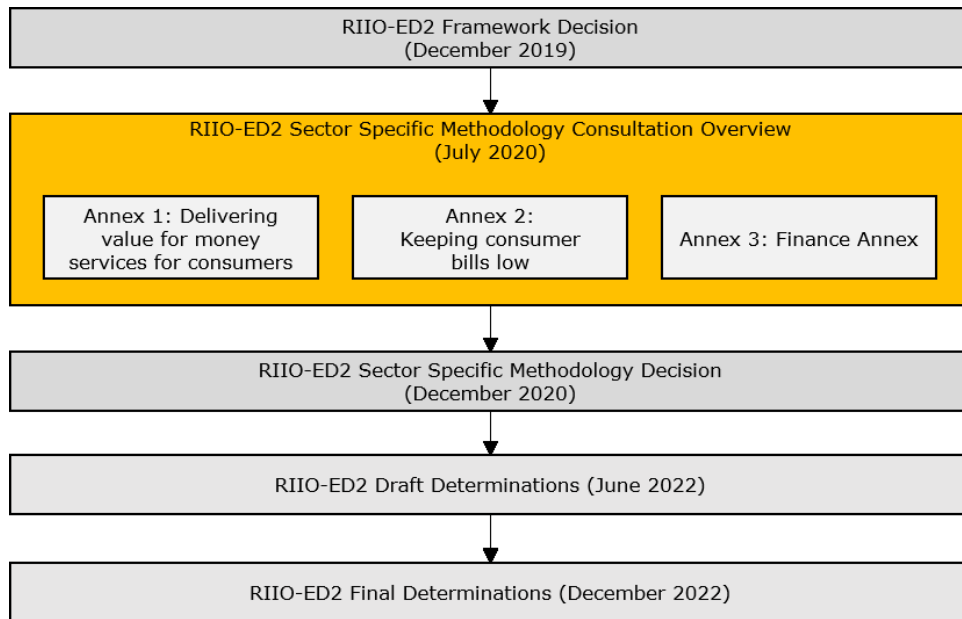 RIIO-ED2 Framework Decision
(December 2019)
RIIO-ED2 Sector Specific Methodology Consultation Overview
(July 2020)
Annex 1: Delivering
value for money
services for consumers
Annex 2:
Keeping consumer
bills low
Annex 3: Finance Annex
RIIO-ED2 Sector Specific Methodology Decision
(December 2020)
RIIO-ED2 Draft Determinations (June 2022)
RIIO-ED2 Final Determinations (December 2022)